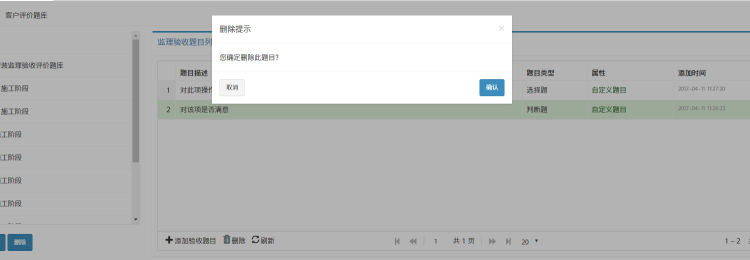 客户评价题库
删除提示
×
监理验收题目列
您确定删除此题目?
装监理验收评价题库
题目描述 题目类型 属性 添加时间
取消 确认
施工阶段
1 对此项操作 选择题 自定义题目 2017-04-11 11:27:20
施工阶段
2 对该项是否满意 判断题 自定义题目 2017-04-11 11:26:33
工阶段
工阶段
工阶段
工阶段
删除
添加验收题目 删除 刷新 1 共 1 页 20 1 - 2